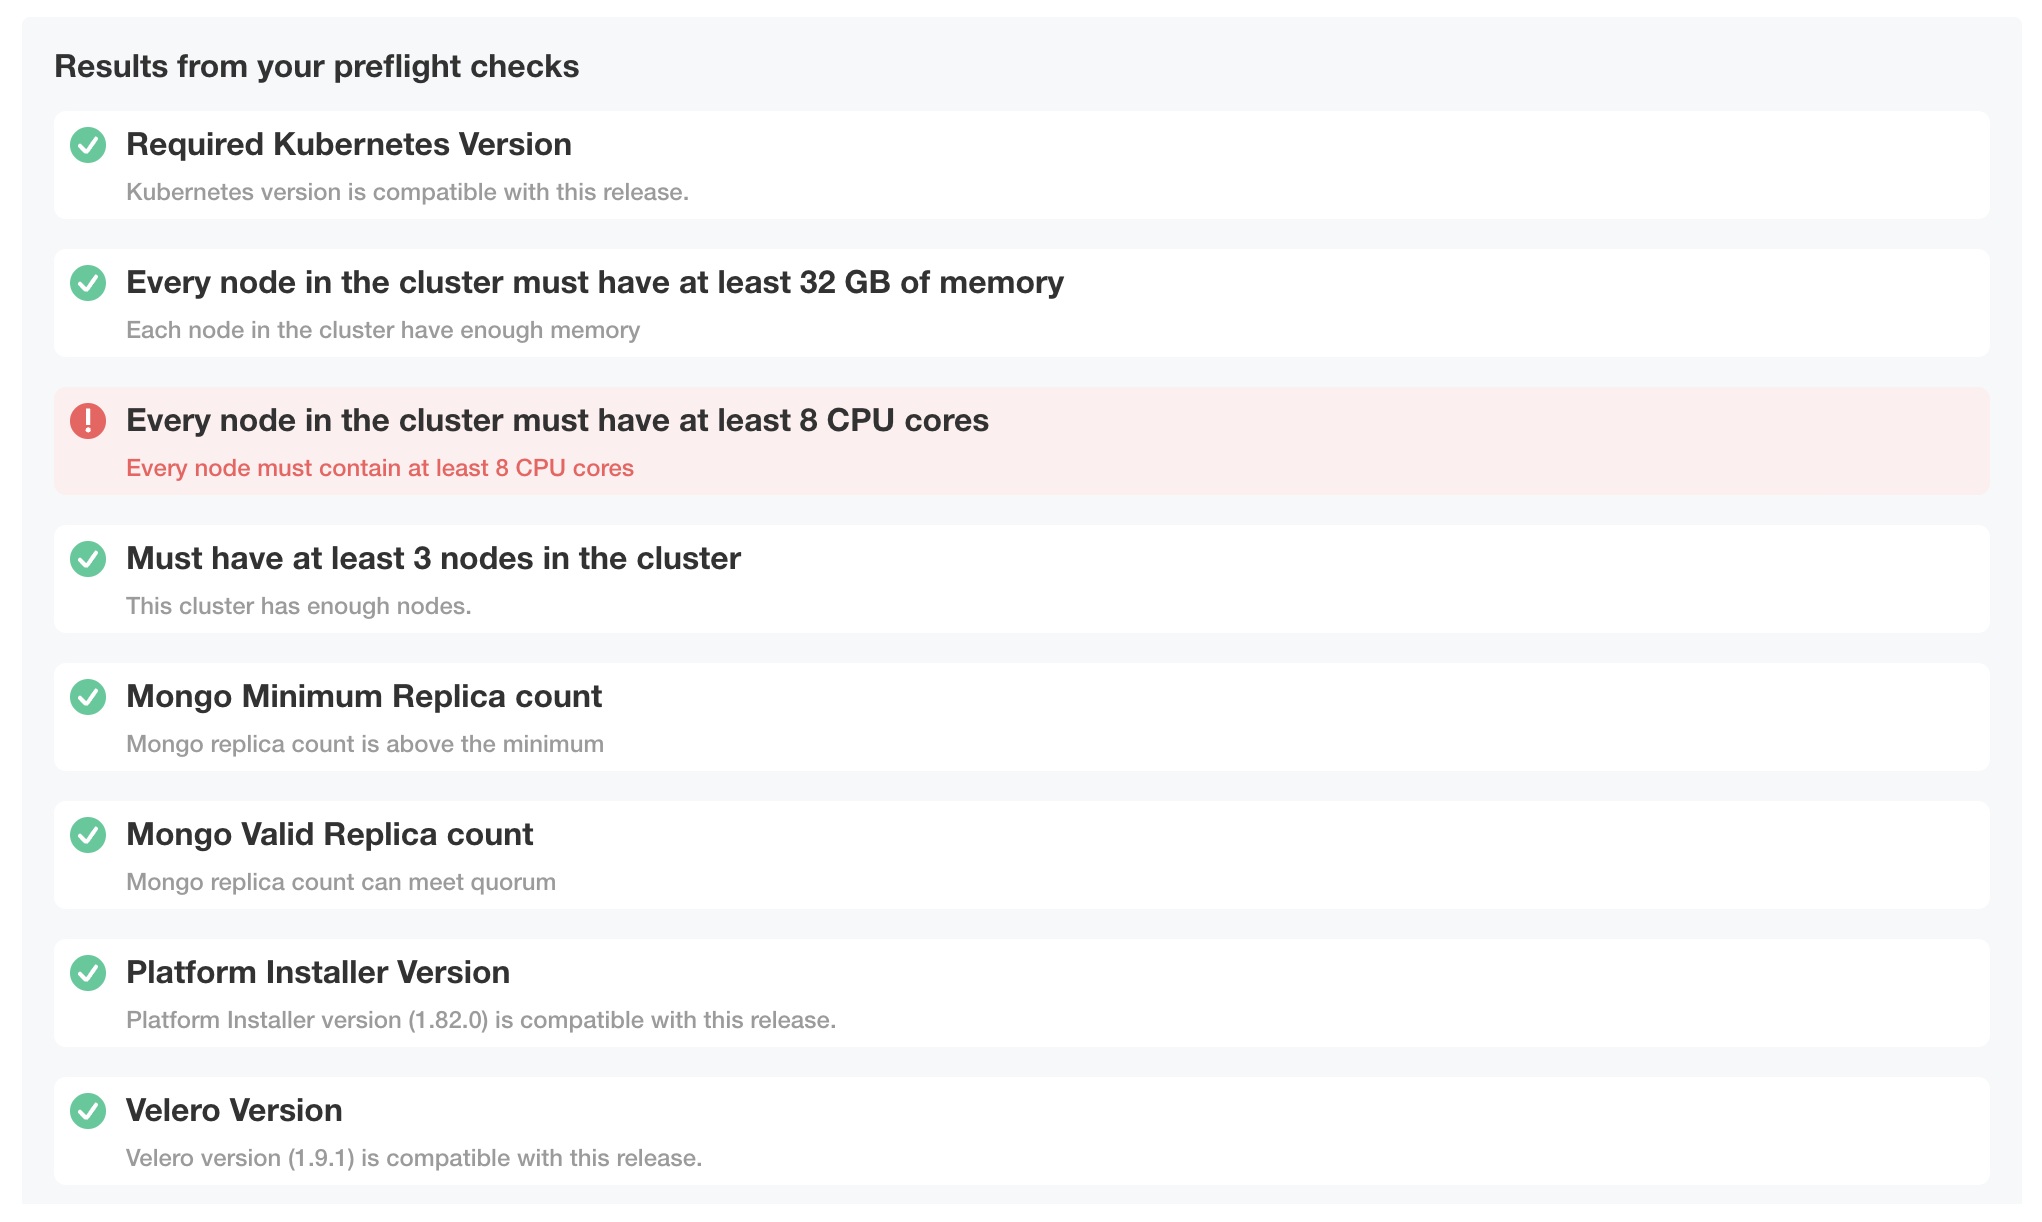 Results from your preflight checks
Required Kubernetes Version
Kubernetes version is compatible with this release.
Every node in the cluster must have at least 32 GB of memory
Each node in the cluster have enough memory
Every node in the cluster must have at least 8 CPU cores
Every node must contain at least 8 CPU cores
Must have at least 3 nodes in the cluster
This cluster has enough nodes.
Mongo Minimum Replica count
Mongo replica count is above the minimum
Mongo Valid Replica count
Mongo replica count can meet quorum
Platform Installer Version
Platform Installer version (1.82.0) is compatible with this release.
Velero Version
Velero version (1.9.1) is compatible with this release.